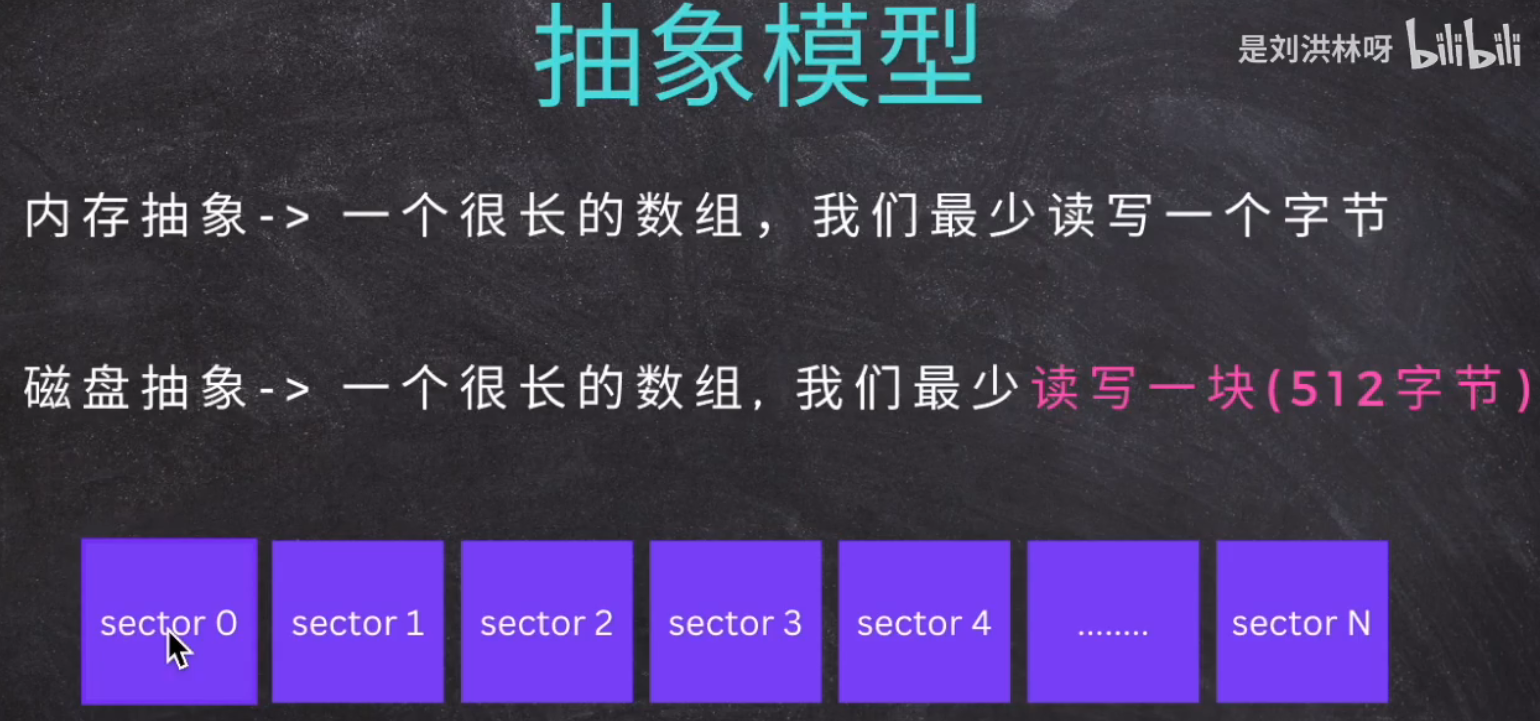 抽象模型
是刘洪林呀 bilibili
内存抽象-> 一个很长的数组，我们最少读写一个字节
磁盘抽象-> 一个很长的数组, 我们最少读写一块(512字节)
sector 0 sector 1 sector 2 sector 3 sector 4 ........ sector N